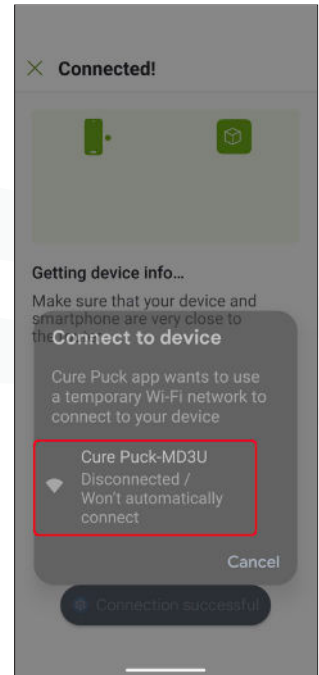 Connected!
Getting device info...
Make sure that your device and
smartphone are very close to
the
Connect to device
Cure Puck app wants to use
a temporary Wi-Fi network to
connect to your device
Cure Puck-MD3U
Disconnected /
Won't automatically
connect
Cancel
Connection successful